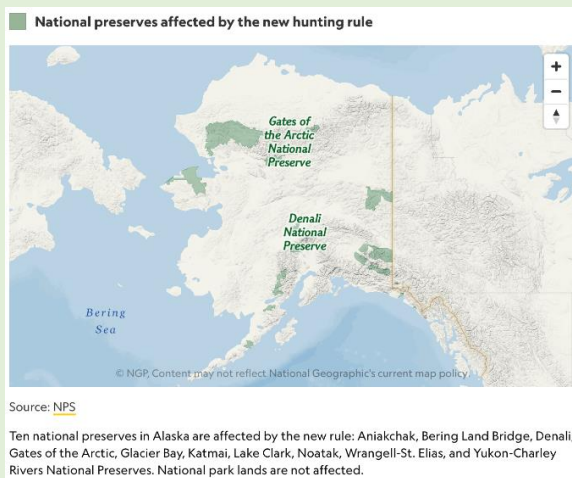 National preserves affected by the new hunting rule
Gates of
the Arctic
National
Preserve
Denali
National
Preserve
Bering
Sea
© NGP, Content may not reflect National Geographic's current map policy.
Source: NPS
Ten national preserves in Alaska are affected by the new rule: Aniakchak, Bering Land Bridge, Denali,
Gates of the Arctic, Glacier Bay, Katmai, Lake Clark, Noatak, Wrangell-St. Elias, and Yukon-Charley
Rivers National Preserves. National park lands are not affected.